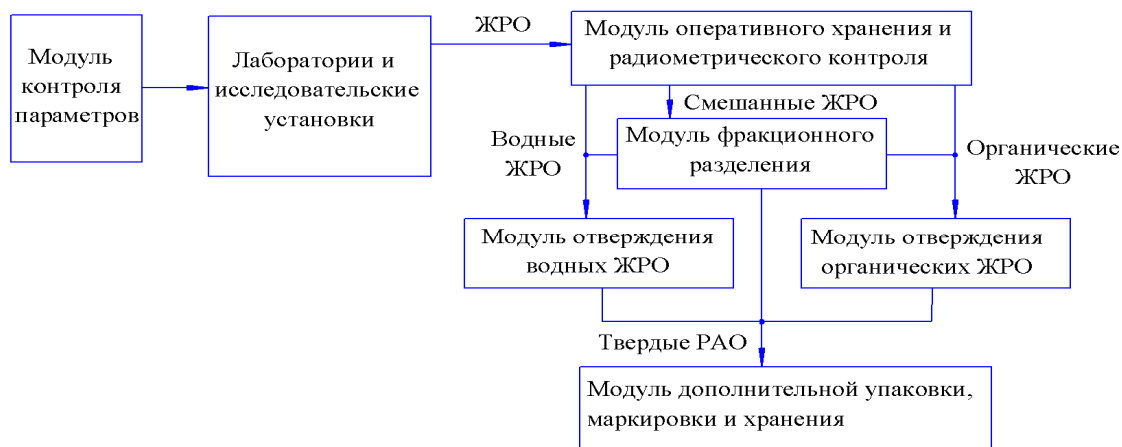 Модуль
контроля
параметров
Лаборатории и
исследовательские
установки
ЖРО
Модуль оперативного хранения и
радиометрического контроля
Смешанные ЖРО
Водные
ЖРО
Модуль фракционного
разделения
Органические
ЖРО
Модуль отверждения
водных ЖРО
Модуль отверждения
органических ЖРО
Твердые РАО
Модуль дополнительной упаковки,
маркировки и хранения